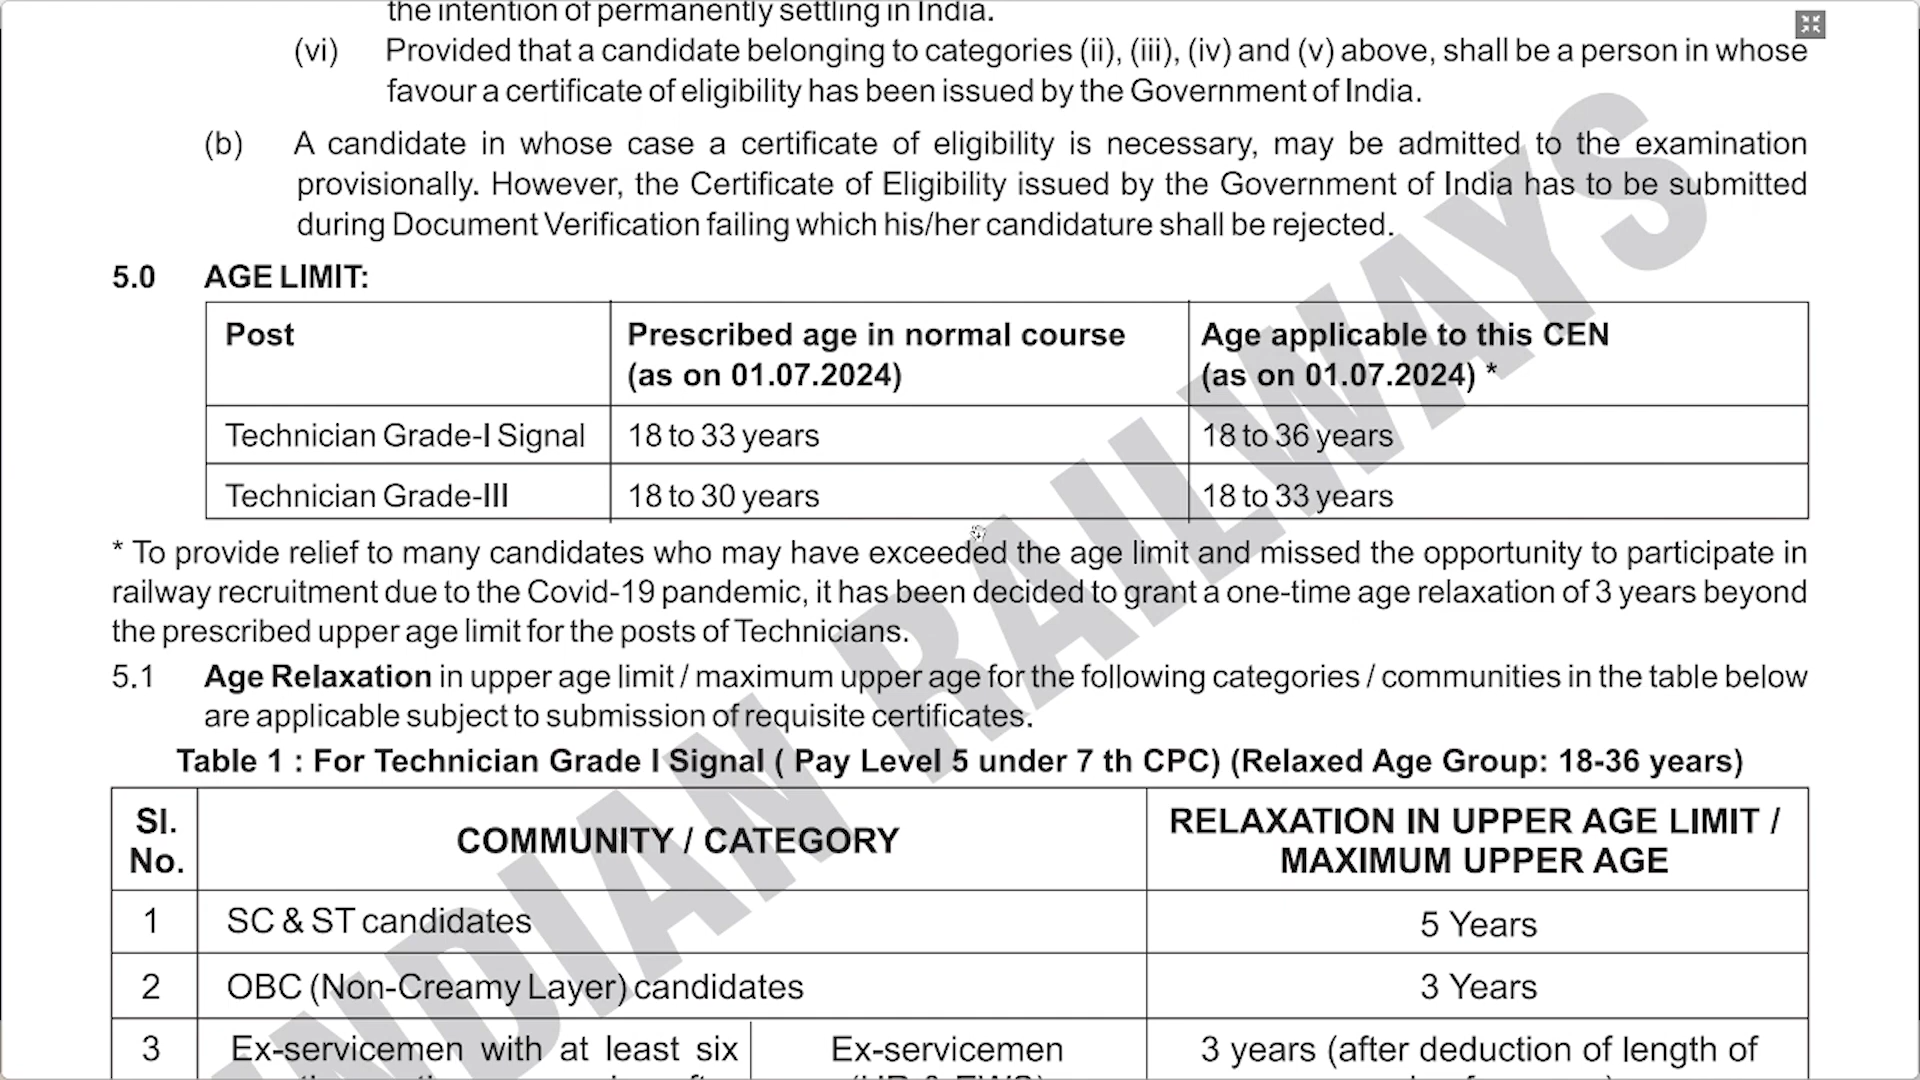 the intention of permanently settling in India.
(vi) Provided that a candidate belonging to categories (ii), (iii), (iv) and (v) above, shall be a person in whose
favour a certificate of eligibility has been issued by the Government of India.
(b) A candidate in whose case a certificate of eligibility is necessary, may be admitted to the examination
provisionally. However, the Certificate of Eligibility issued by the Government of India has to be submitted
during Document Verification failing which his/her candidature shall be rejected.
5.0 AGE LIMIT:
Post Prescribed age in normal course Age applicable to this CEN
(as on 01.07.2024) (as on 01.07.2024) *
Technician Grade-I Signal 18 to 33 years 18 to 36 years
Technician Grade-III 18 to 30 years 18 to 33 years
* To provide relief to many candidates who may have exceeded the age limit and missed the opportunity to participate in
railway recruitment due to the Covid-19 pandemic, it has been decided to grant a one-time age relaxation of 3 years beyond
the prescribed upper age limit for the posts of Technicians.
5.1 Age Relaxation in upper age limit / maximum upper age for the following categories / communities in the table below
are applicable subject to submission of requisite certificates.
Table 1 : For Technician Grade I Signal ( Pay Level 5 under 7 th CPC) (Relaxed Age Group: 18-36 years)
Sl. No. COMMUNITY / CATEGORY RELAXATION IN UPPER AGE LIMIT /
MAXIMUM UPPER AGE
1 SC & ST candidates 5 Years
2 OBC (Non-Creamy Layer) candidates 3 Years
3 Ex-servicemen with at least six Ex-servicemen 3 years (after deduction of length of
INDIAN RAILWAYS